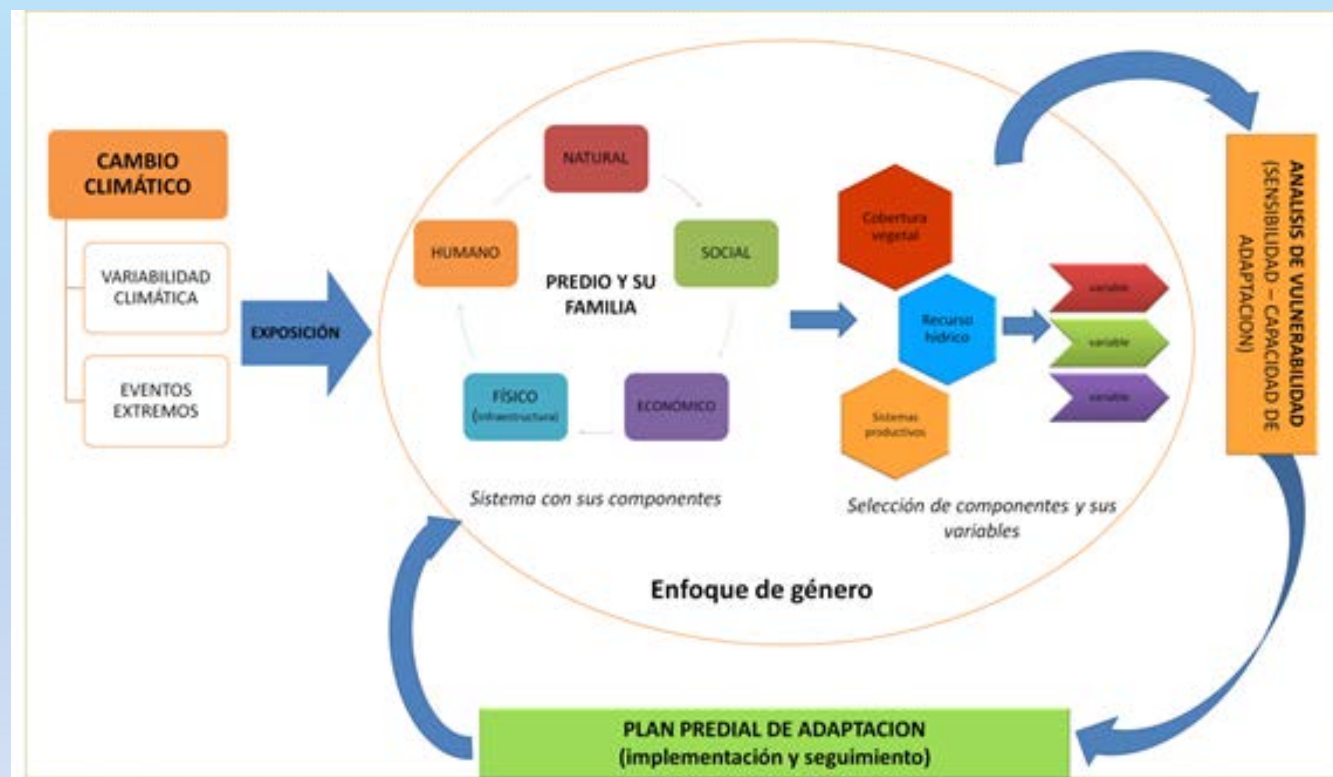 CAMBIO
CLIMÁTICO
VARIABILIDAD
CLIMÁTICA
EVENTOS
EXTREMOS
EXPOSICIÓN
NATURAL
HUMANO
SOCIAL
PREDIO Y SU
FAMILIA
FÍSICO
(infraestructura)
ECONÓMICO
Sistema con sus componentes
Cobertura
vegetal
Recurso
hídrico
Sistemas
productivos
variable
variable
variable
Selección de componentes y sus
variables
Enfoque de género
ANALISIS DE VULNERABILIDAD
(SENSIBILIDAD – CAPACIDAD DE
ADAPTACION)
PLAN PREDIAL DE ADAPTACION
(implementación y seguimiento)